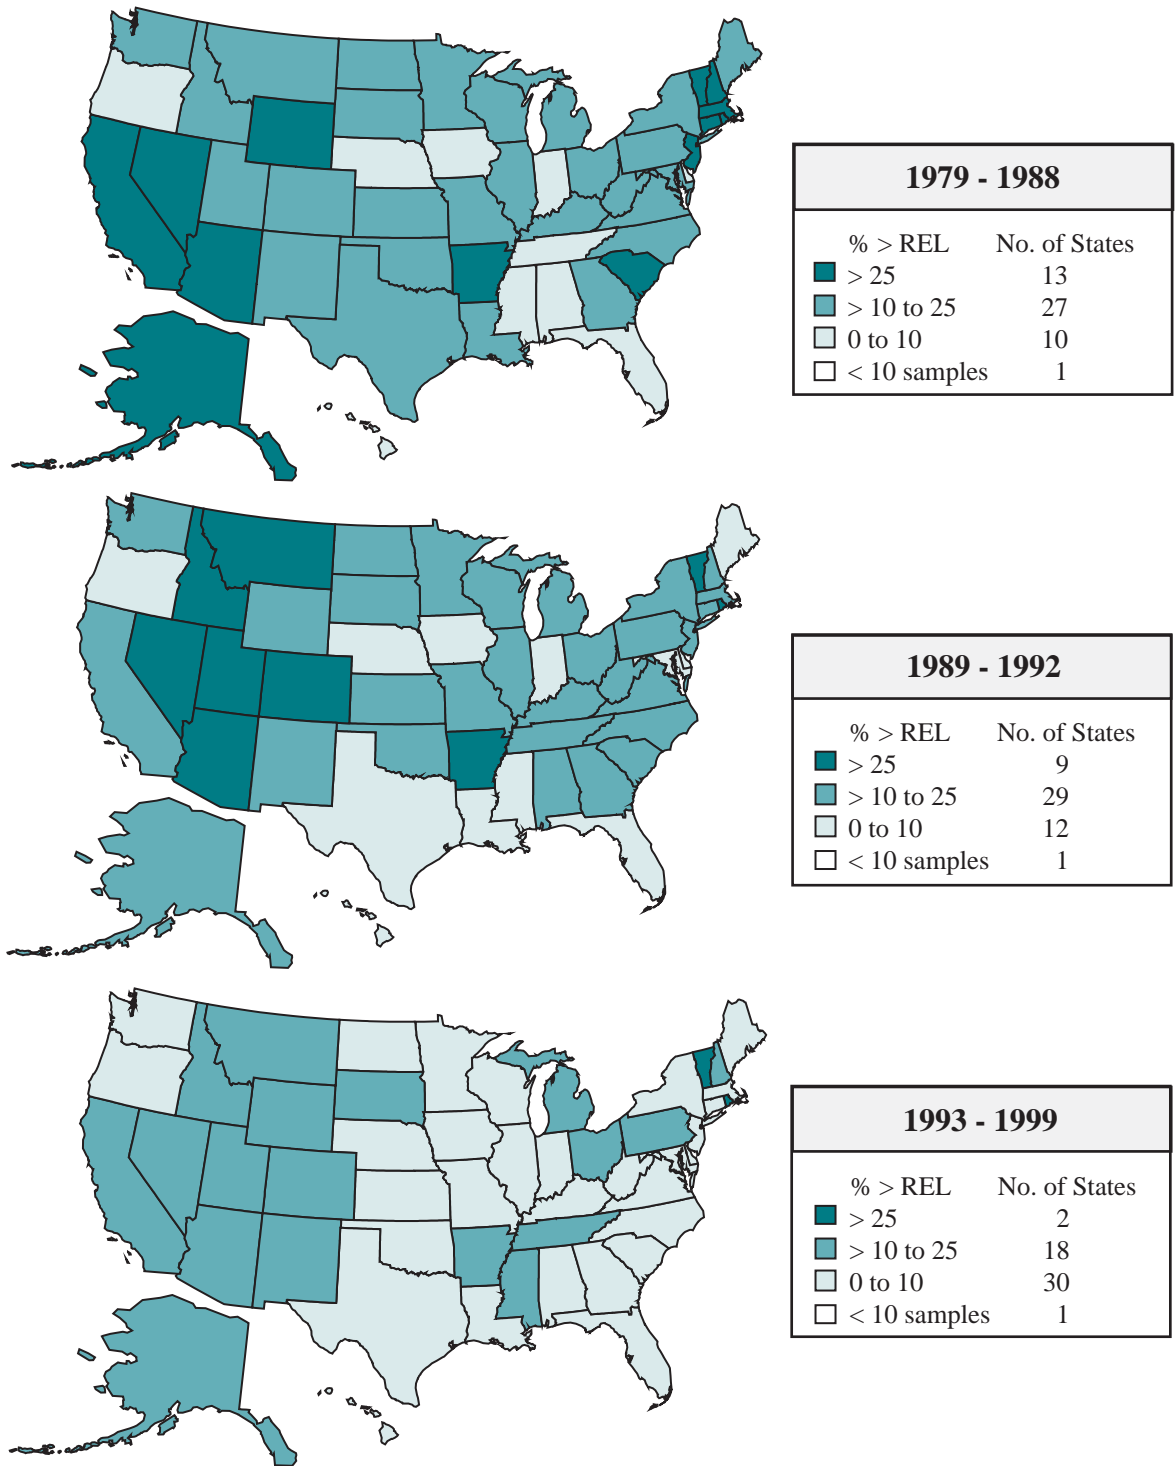 1979 - 1988
% > REL No. of States
> 25 13
> 10 to 25 27
0 to 10 10
< 10 samples 1
1989 - 1992
% > REL No. of States
> 25 9
> 10 to 25 29
0 to 10 12
< 10 samples 1
1993 - 1999
% > REL No. of States
> 25 2
> 10 to 25 18
0 to 10 30
< 10 samples 1